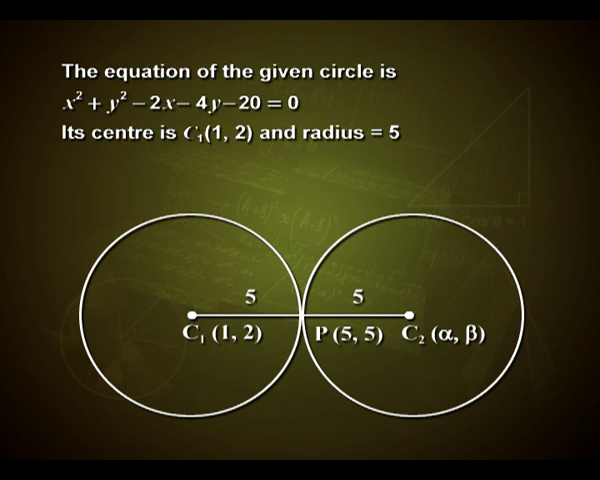 The equation of the given circle is
x² + y² – 2x – 4y – 20 = 0
Its centre is C₁(1, 2) and radius = 5
5 5
C₁ (1, 2) P (5, 5) C₂ (α, β)